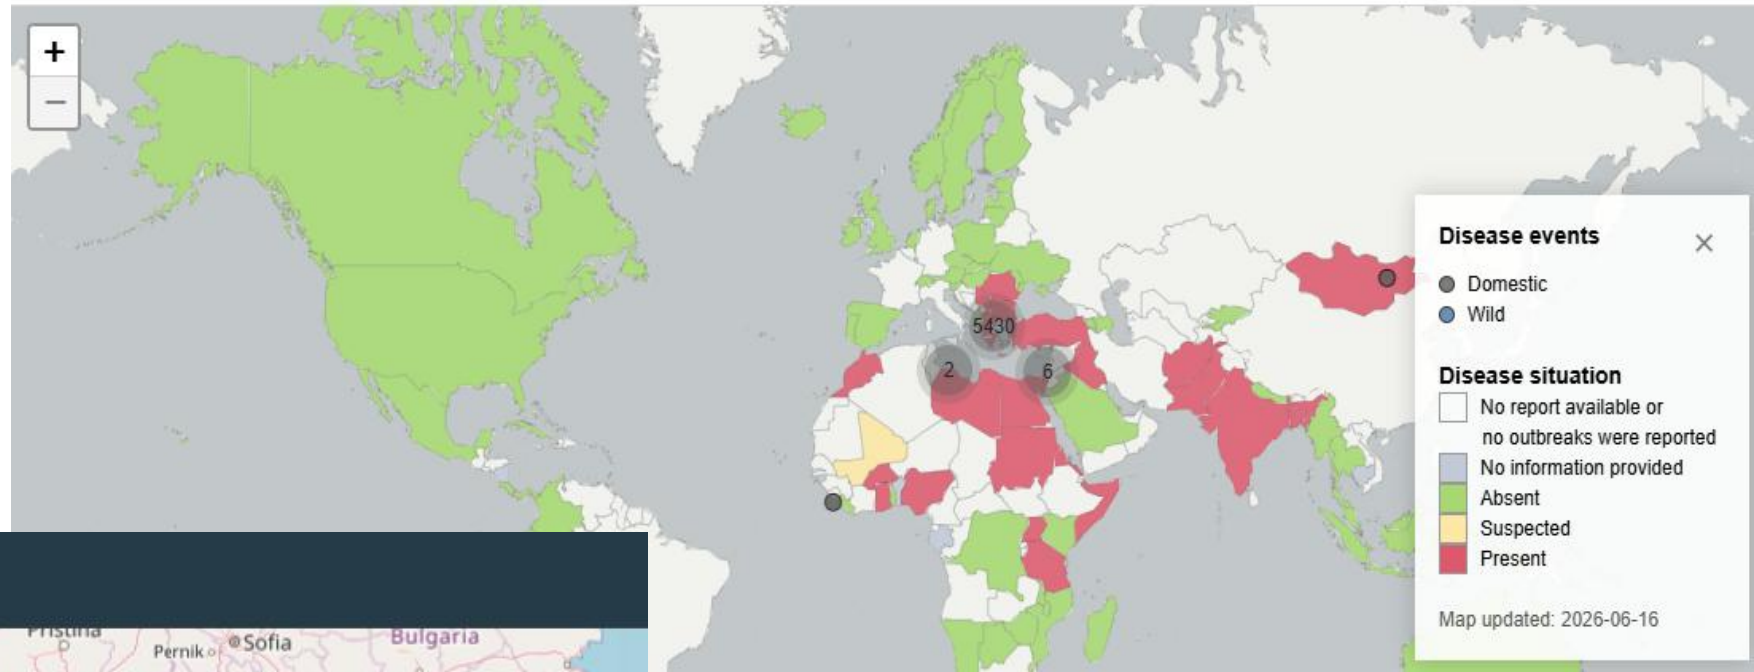 +
−
5430
2
6
Disease events
×
Domestic
Wild
Disease situation
No report available or
no outbreaks were reported
No information provided
Absent
Suspected
Present
Map updated: 2026-06-16
Pristina
Pernik
Sofia
Bulgaria